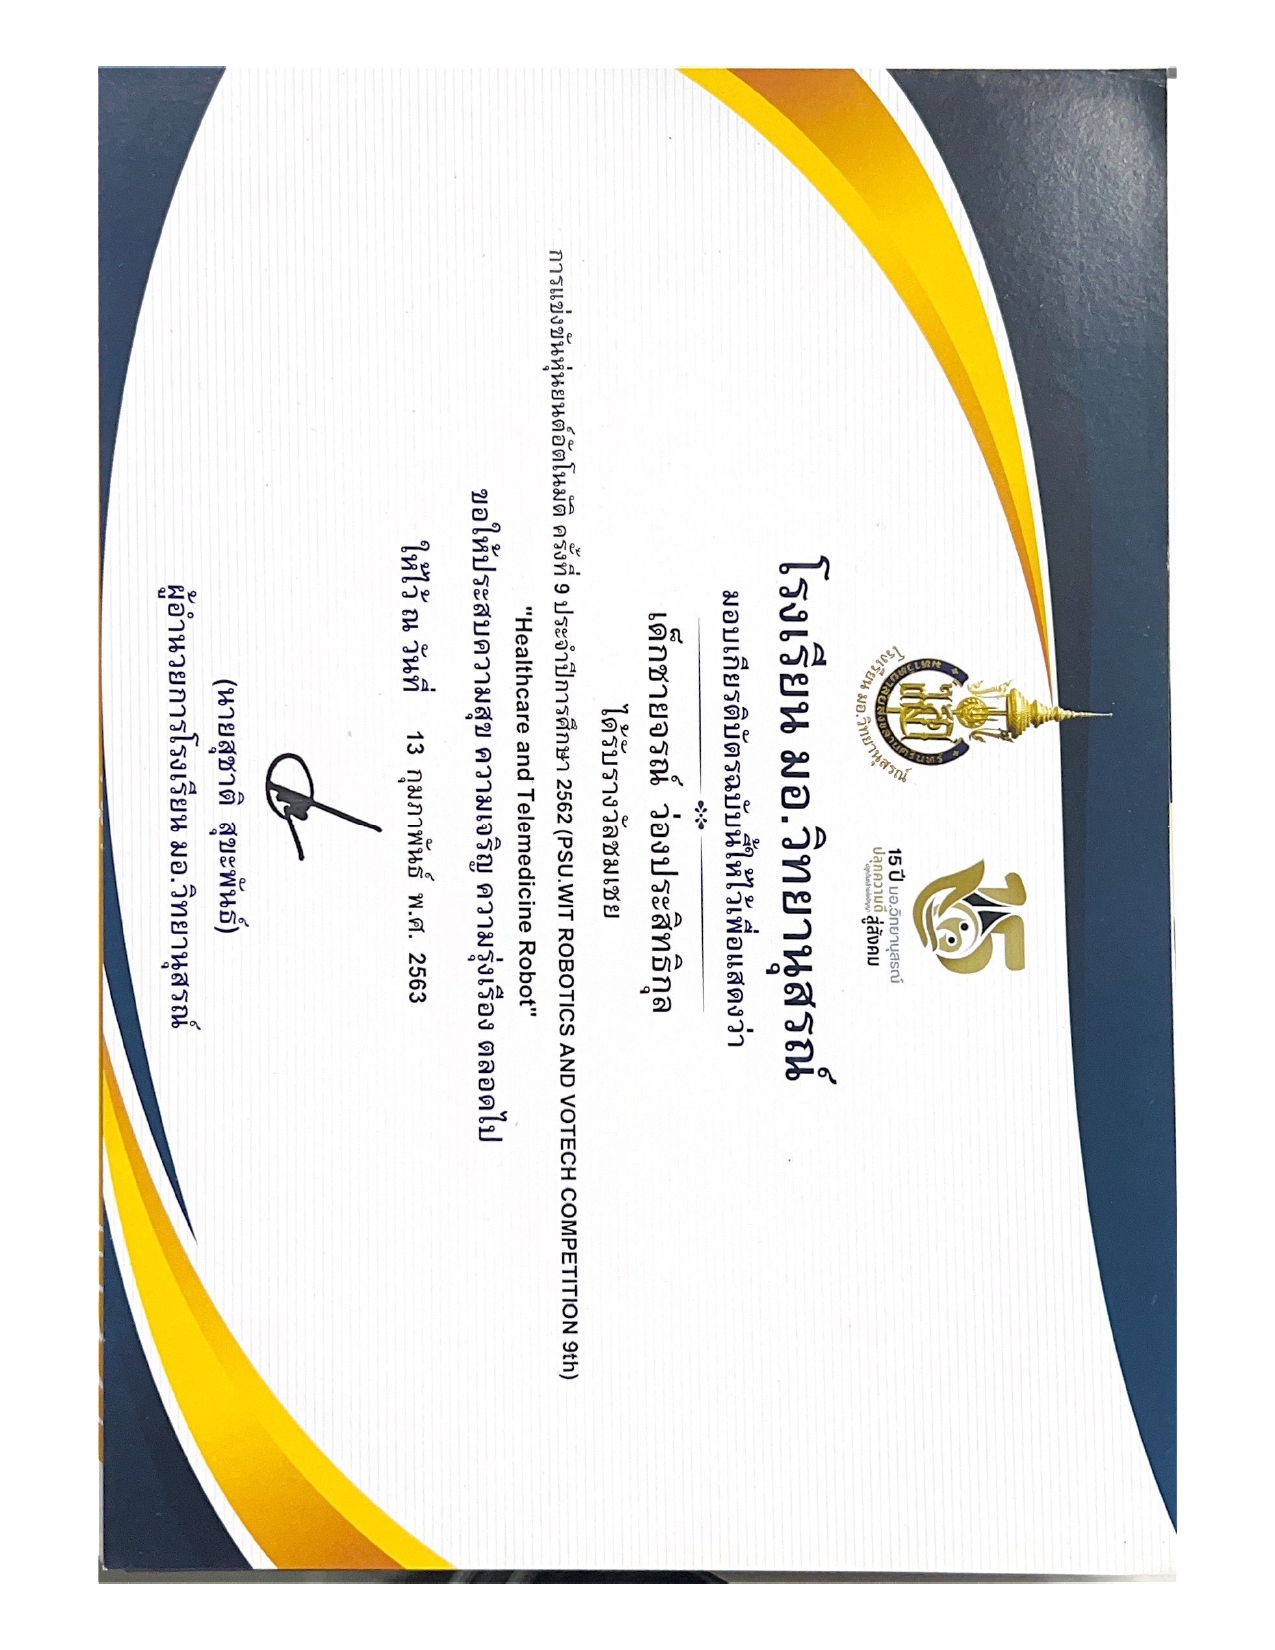 มหาวิทยาลัยสงขลานครินทร์
โรงเรียน มอ.วิทยานุสรณ์
15
15 ปี มอ.วิทยานุสรณ์
ปลุกความดี สู่สังคม
โรงเรียน มอ.วิทยานุสรณ์
มอบเกียรติบัตรฉบับนี้ให้ไว้เพื่อแสดงว่า
เด็กชายจรณ์ ว่องประสิทธิกุล
ได้รับรางวัลชมเชย
การแข่งขันหุ่นยนต์อัตโนมัติ ครั้งที่ 9 ประจำปีการศึกษา 2562 (PSU.WIT ROBOTICS AND VOTECH COMPETITION 9th)
"Healthcare and Telemedicine Robot"
ขอให้ประสบความสุข ความเจริญ ความรุ่งเรือง ตลอดไป
ให้ไว้ ณ วันที่ 13 กุมภาพันธ์ พ.ศ. 2563
(นายสุชาติ สุขะพันธ์)
ผู้อำนวยการโรงเรียน มอ.วิทยานุสรณ์